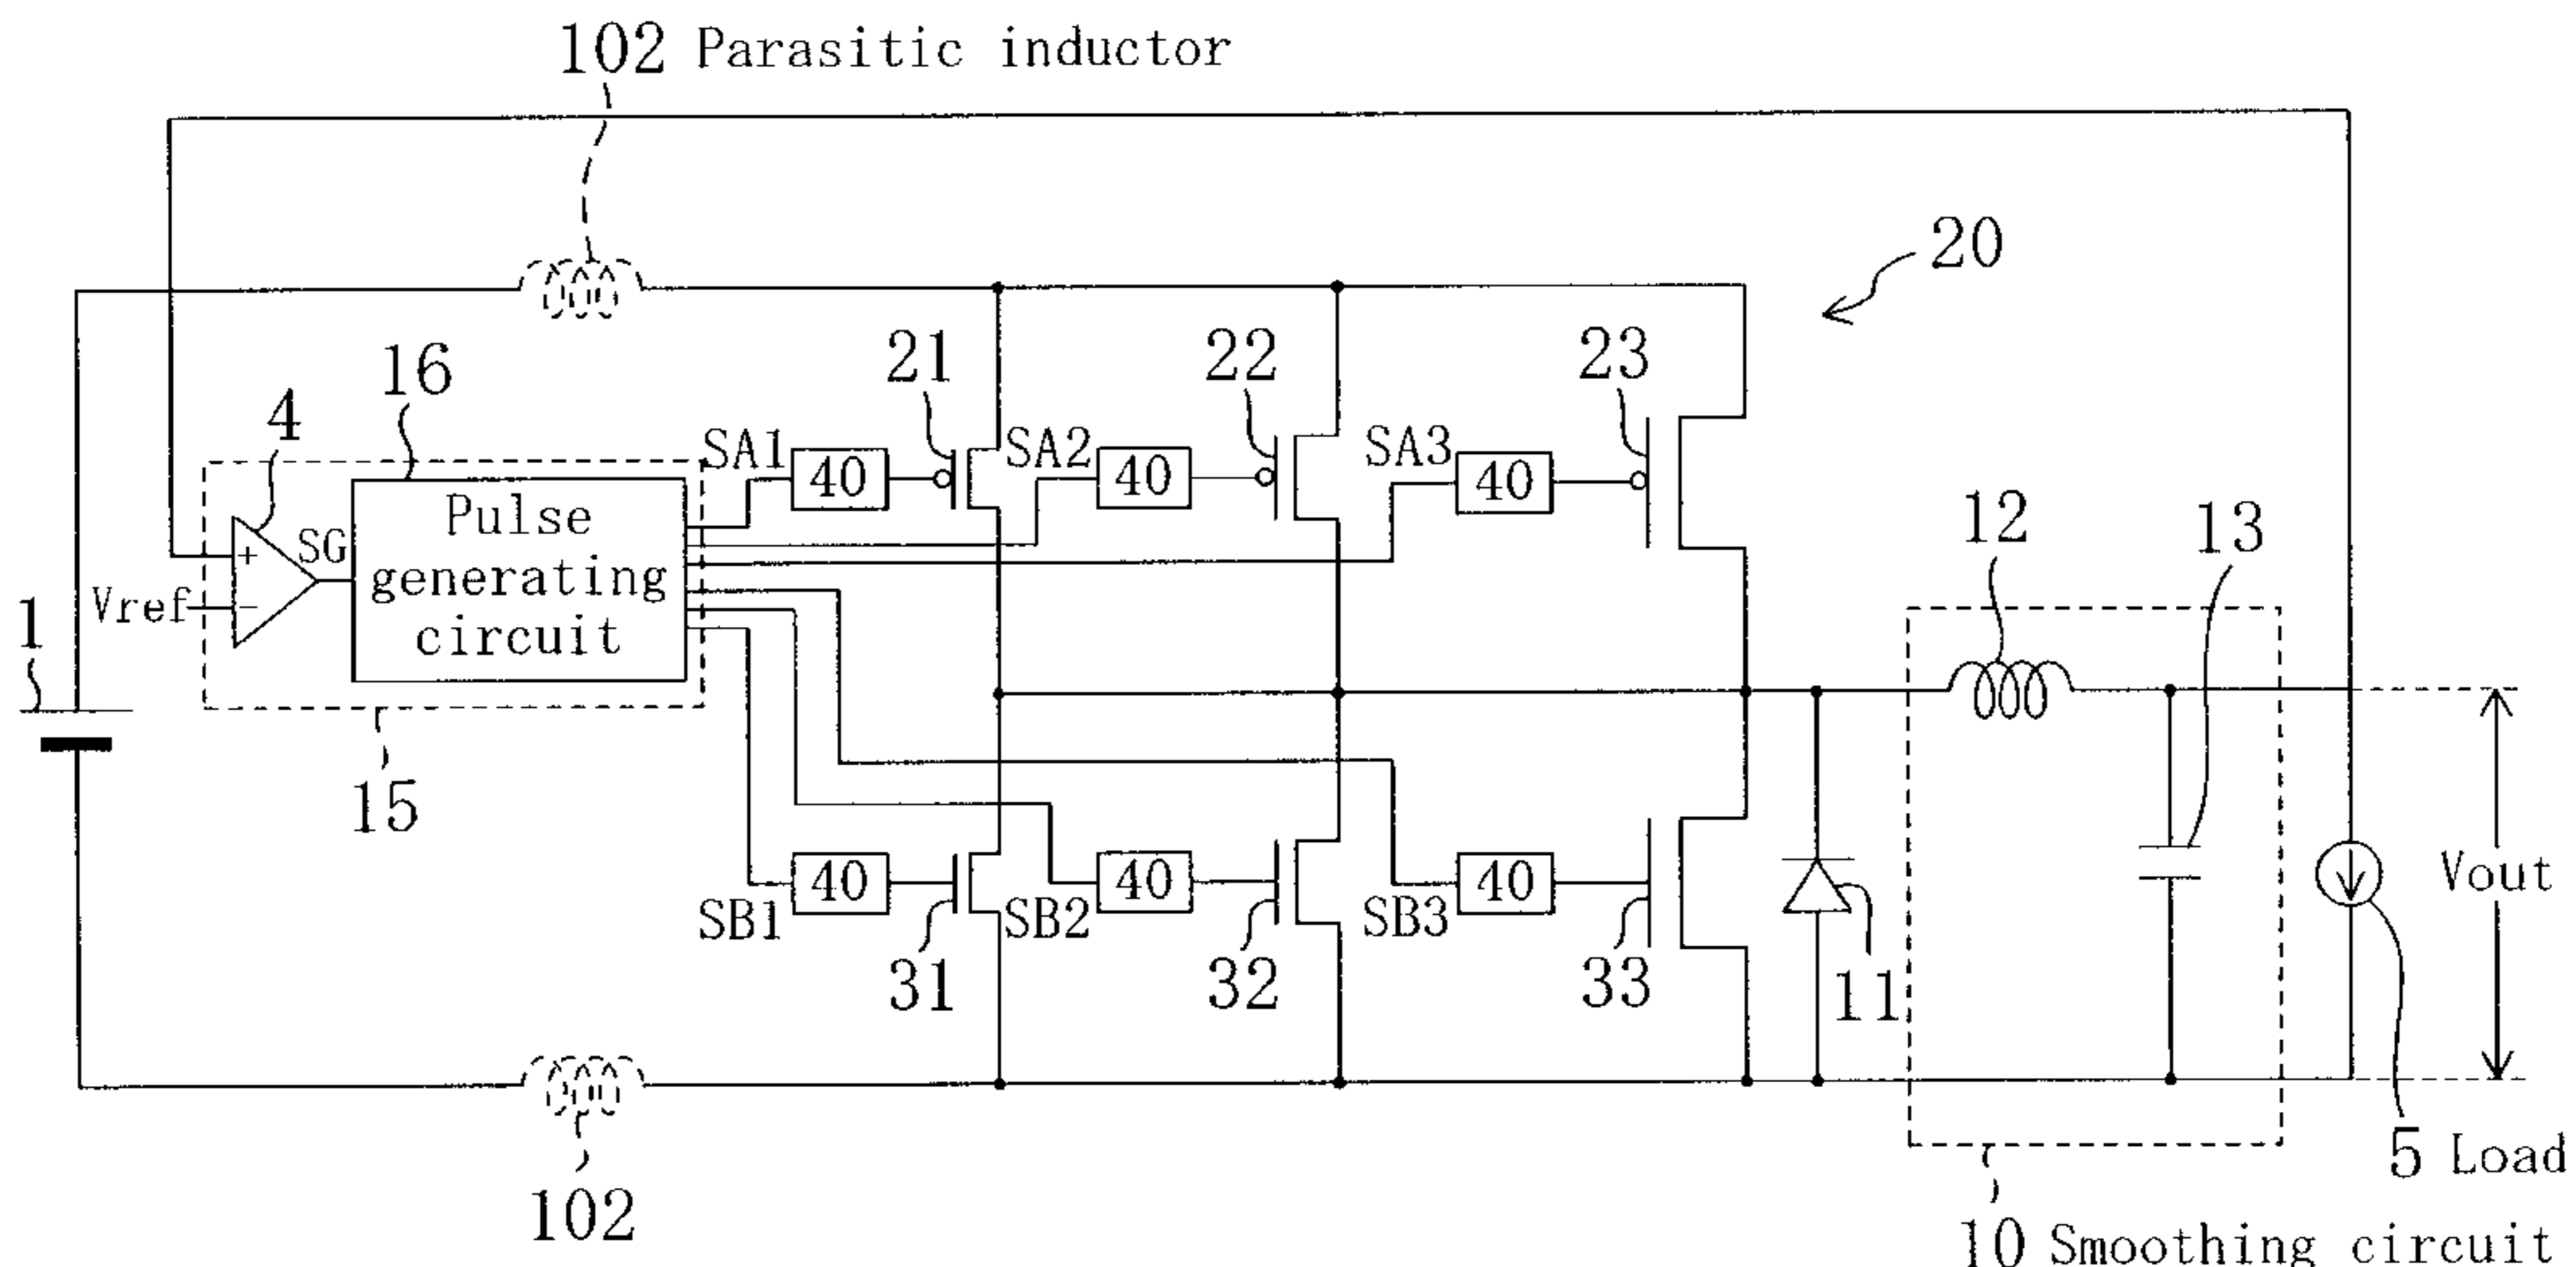 102 Parasitic inductor
20
21
22
23
16
4
SA1
40
SA2
40
SA3
40
12
13
Pulse
generating
circuit
SG
+
Vref
-
1
15
Vout
SB1
40
SB2
40
SB3
40
31
32
33
11
5 Load
102
10 Smoothing circuit